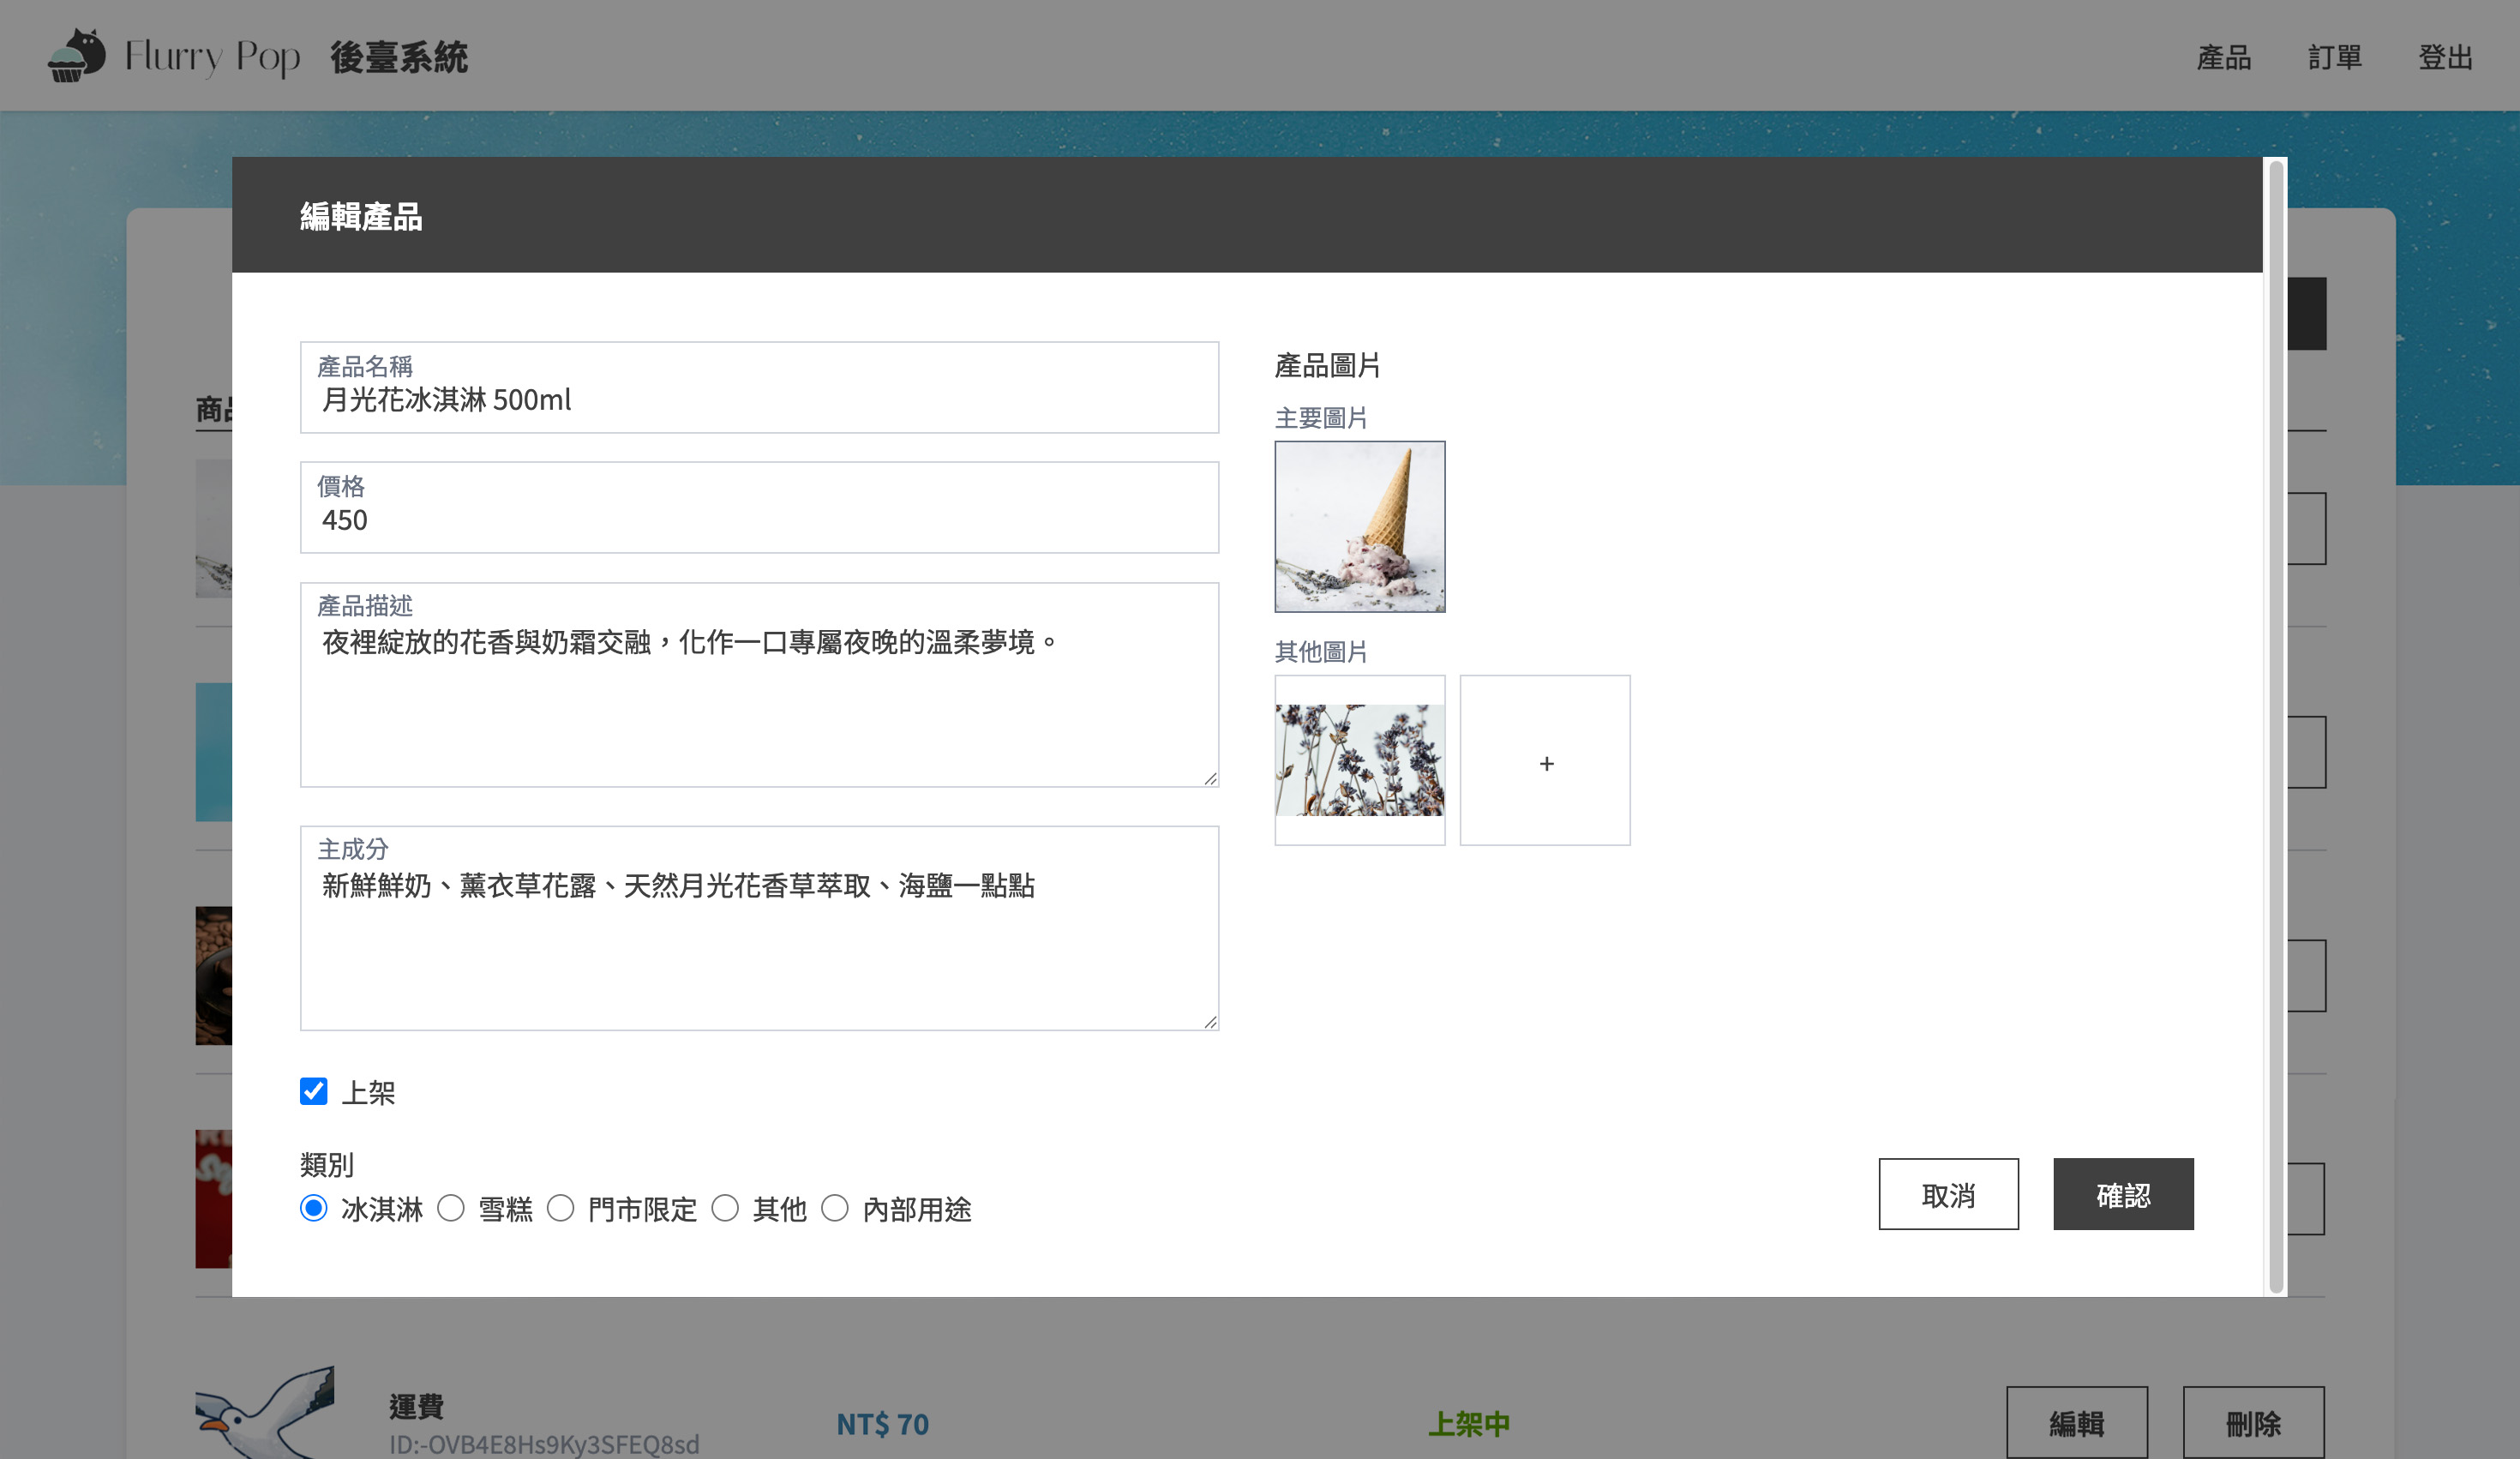 Flurry Pop 後臺系統
產品
訂單
登出
編輯產品
商品
產品名稱
月光花冰淇淋 500ml
價格
450
產品描述
夜裡綻放的花香與奶霜交融,化作一口專屬夜晚的溫柔夢境。
主成分
新鮮鮮奶、薰衣草花露、天然月光花香草萃取、海鹽一點點
上架
類別
冰淇淋 雪糕 門市限定 其他 內部用途
產品圖片
主要圖片
其他圖片
+
取消
確認
運費
ID:-OVB4E8Hs9Ky3SFEQ8sd
NT$ 70
上架中
編輯
刪除